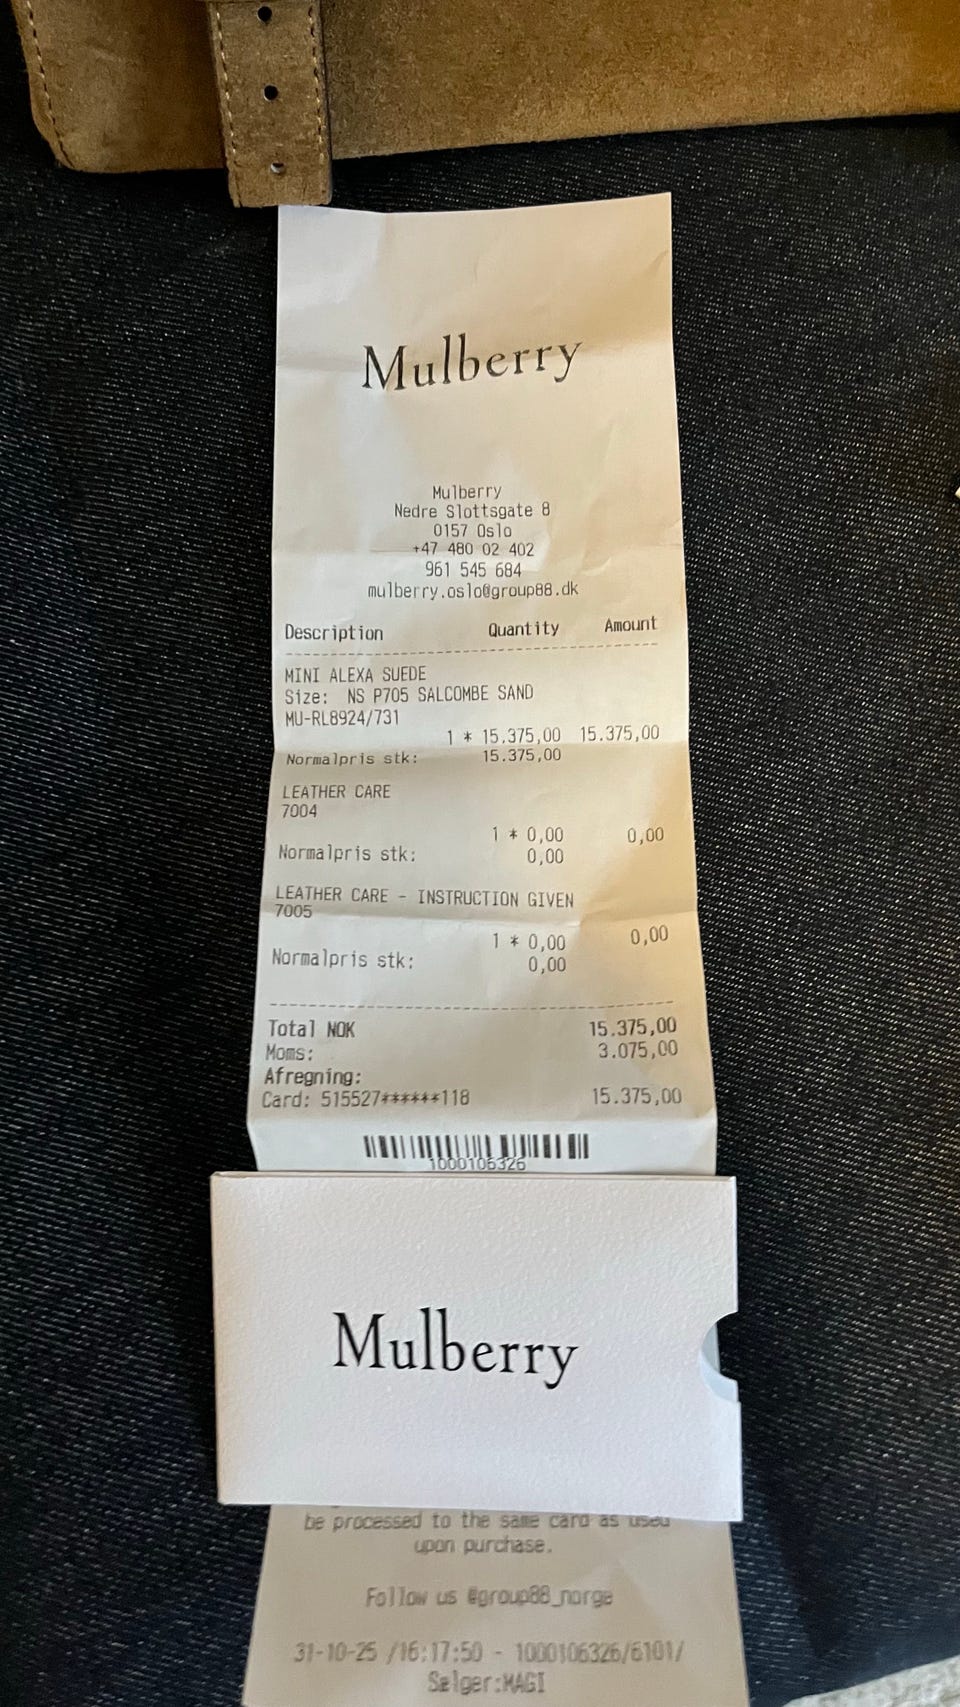 Mulberry
Mulberry
Nedre Slottsgate 8
0157 Oslo
+47 480 02 402
961 545 684
mulberry.oslo@group88.dk
Description Quantity Amount
MINI ALEXA SUEDE
Size: NS P705 SALCOMBE SAND
MU-RL8924/731
1 * 15.375,00 15.375,00
Normalpris stk: 15.375,00
LEATHER CARE
7004
1 * 0,00 0,00
Normalpris stk: 0,00
LEATHER CARE - INSTRUCTION GIVEN
7005
1 * 0,00 0,00
Normalpris stk: 0,00
Total NOK 15.375,00
Moms: 3.075,00
Afregning:
Card: 515527******118 15.375,00
1000106326
Mulberry
be processed to the same card as used
upon purchase.
Follow us @group88_norge
31-10-25 /16:17:50 - 1000106326/6101/
Sælger:MAGI